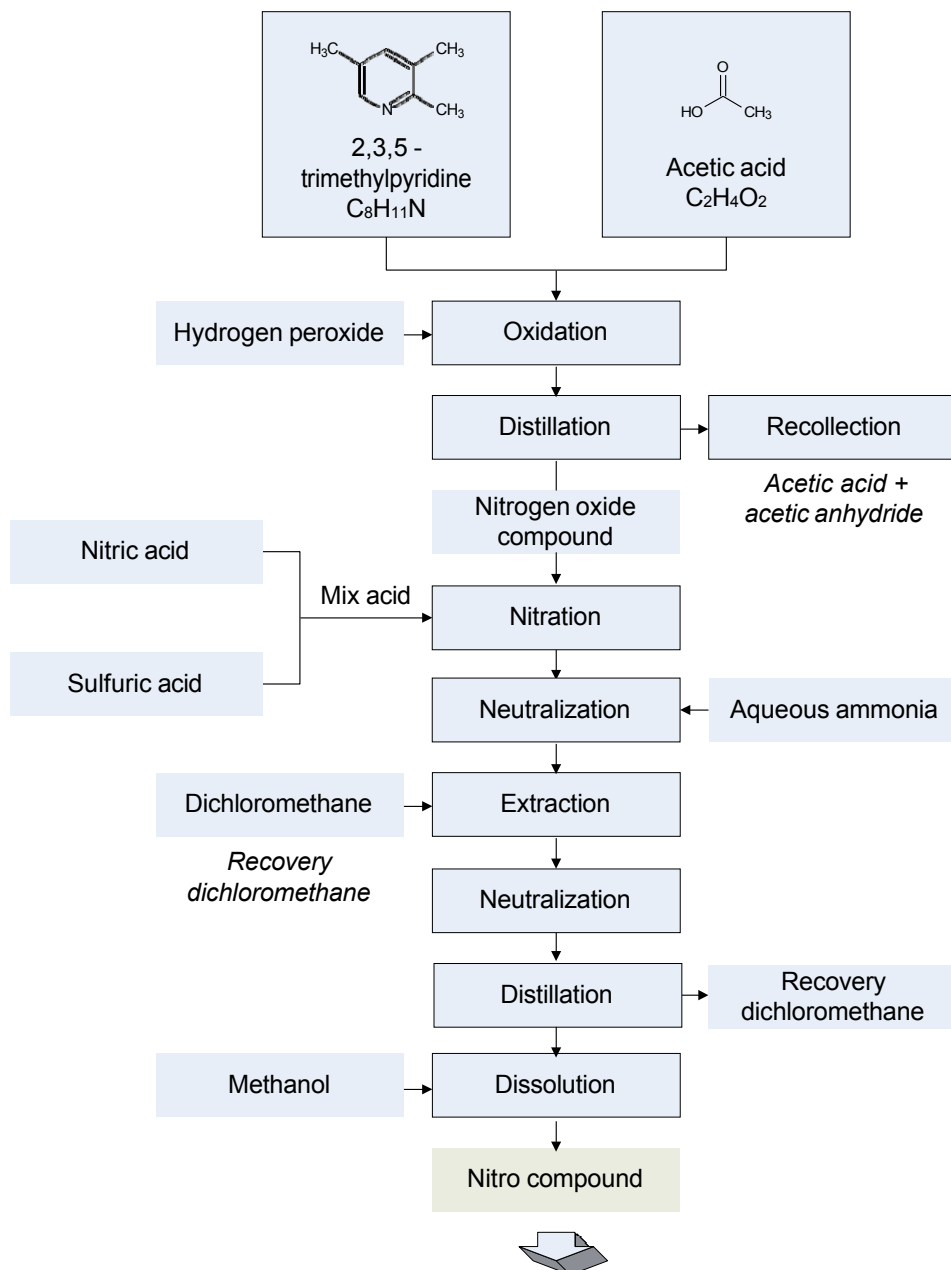 H₃C
CH₃
N
CH₃
2,3,5 -
trimethylpyridine
C₈H₁₁N
O
HO
CH₃
Acetic acid
C₂H₄O₂
Hydrogen peroxide
Oxidation
Distillation
Recollection
Acetic acid +
acetic anhydride
Nitrogen oxide
compound
Nitric acid
Mix acid
Nitration
Sulfuric acid
Neutralization
Aqueous ammonia
Dichloromethane
Extraction
Recovery
dichloromethane
Neutralization
Distillation
Recovery
dichloromethane
Methanol
Dissolution
Nitro compound